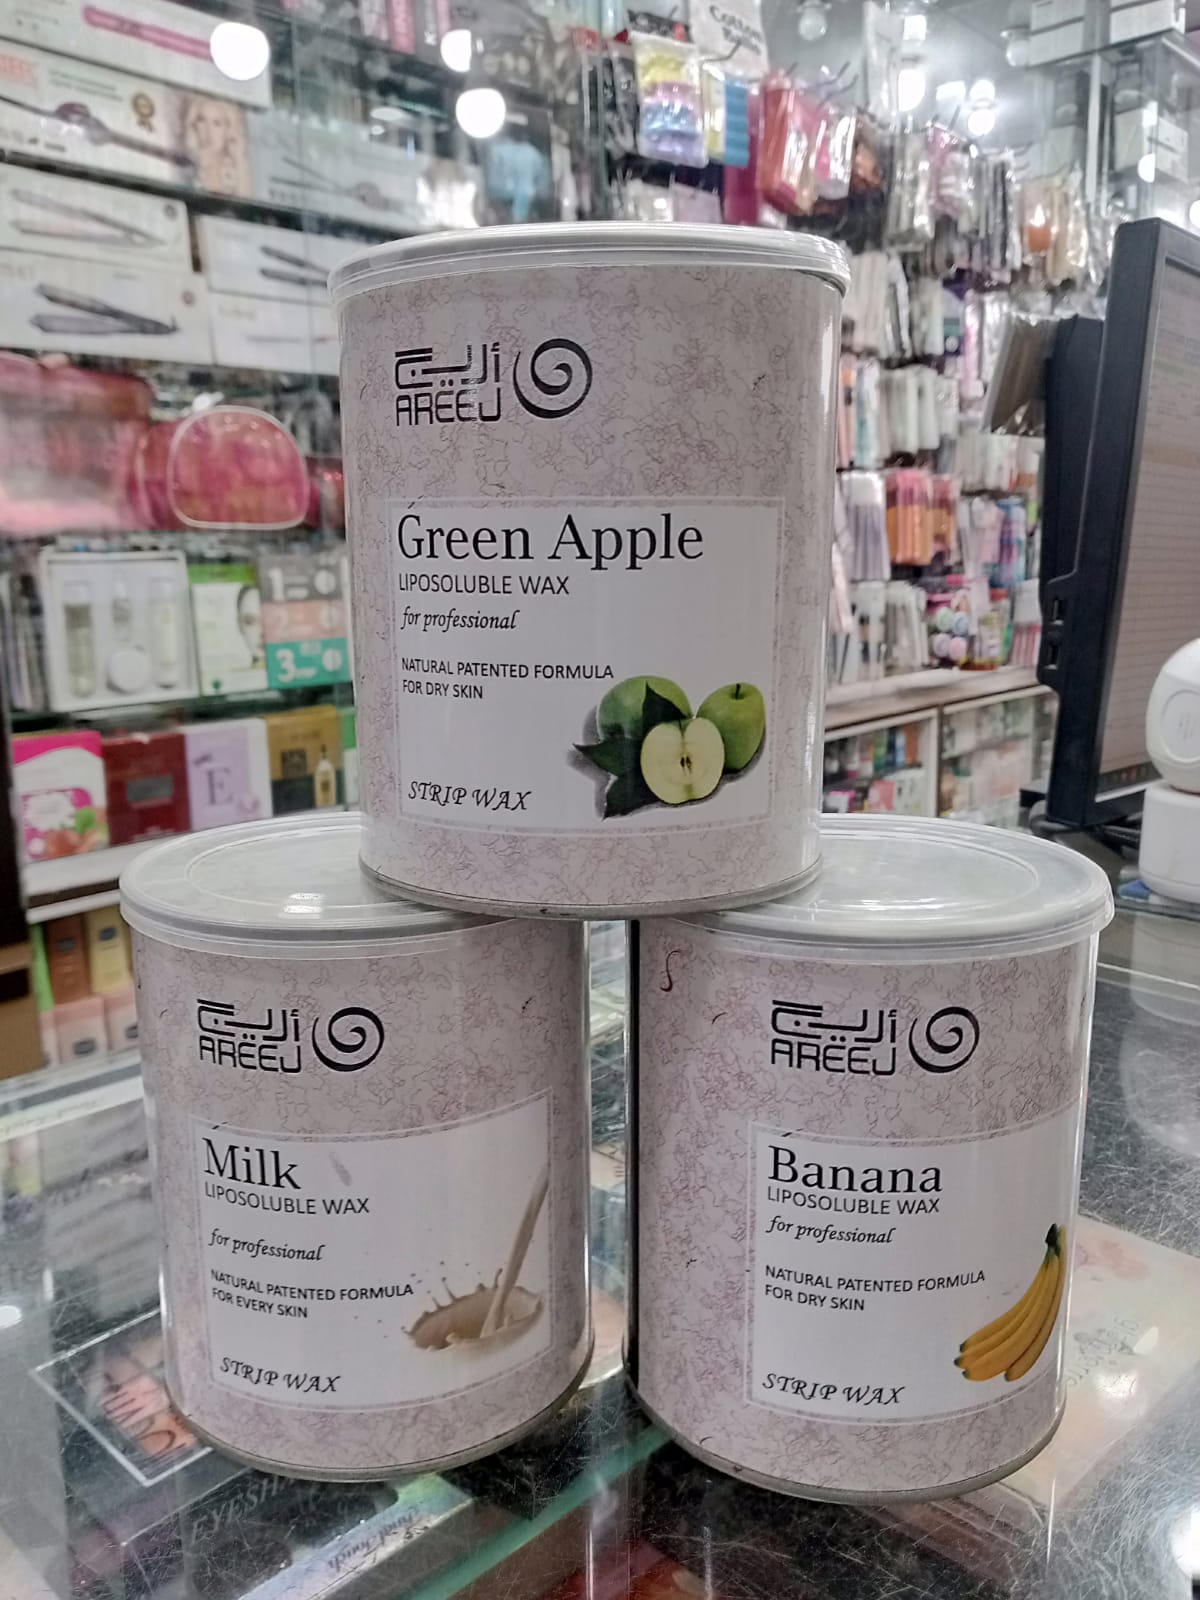 أريج
AREEJ
Green Apple
LIPOSOLUBLE WAX
for professional
NATURAL PATENTED FORMULA
FOR DRY SKIN
STRIP WAX
أريج
AREEJ
Milk
LIPOSOLUBLE WAX
for professional
NATURAL PATENTED FORMULA
FOR EVERY SKIN
STRIP WAX
أريج
AREEJ
Banana
LIPOSOLUBLE WAX
for professional
NATURAL PATENTED FORMULA
FOR DRY SKIN
STRIP WAX